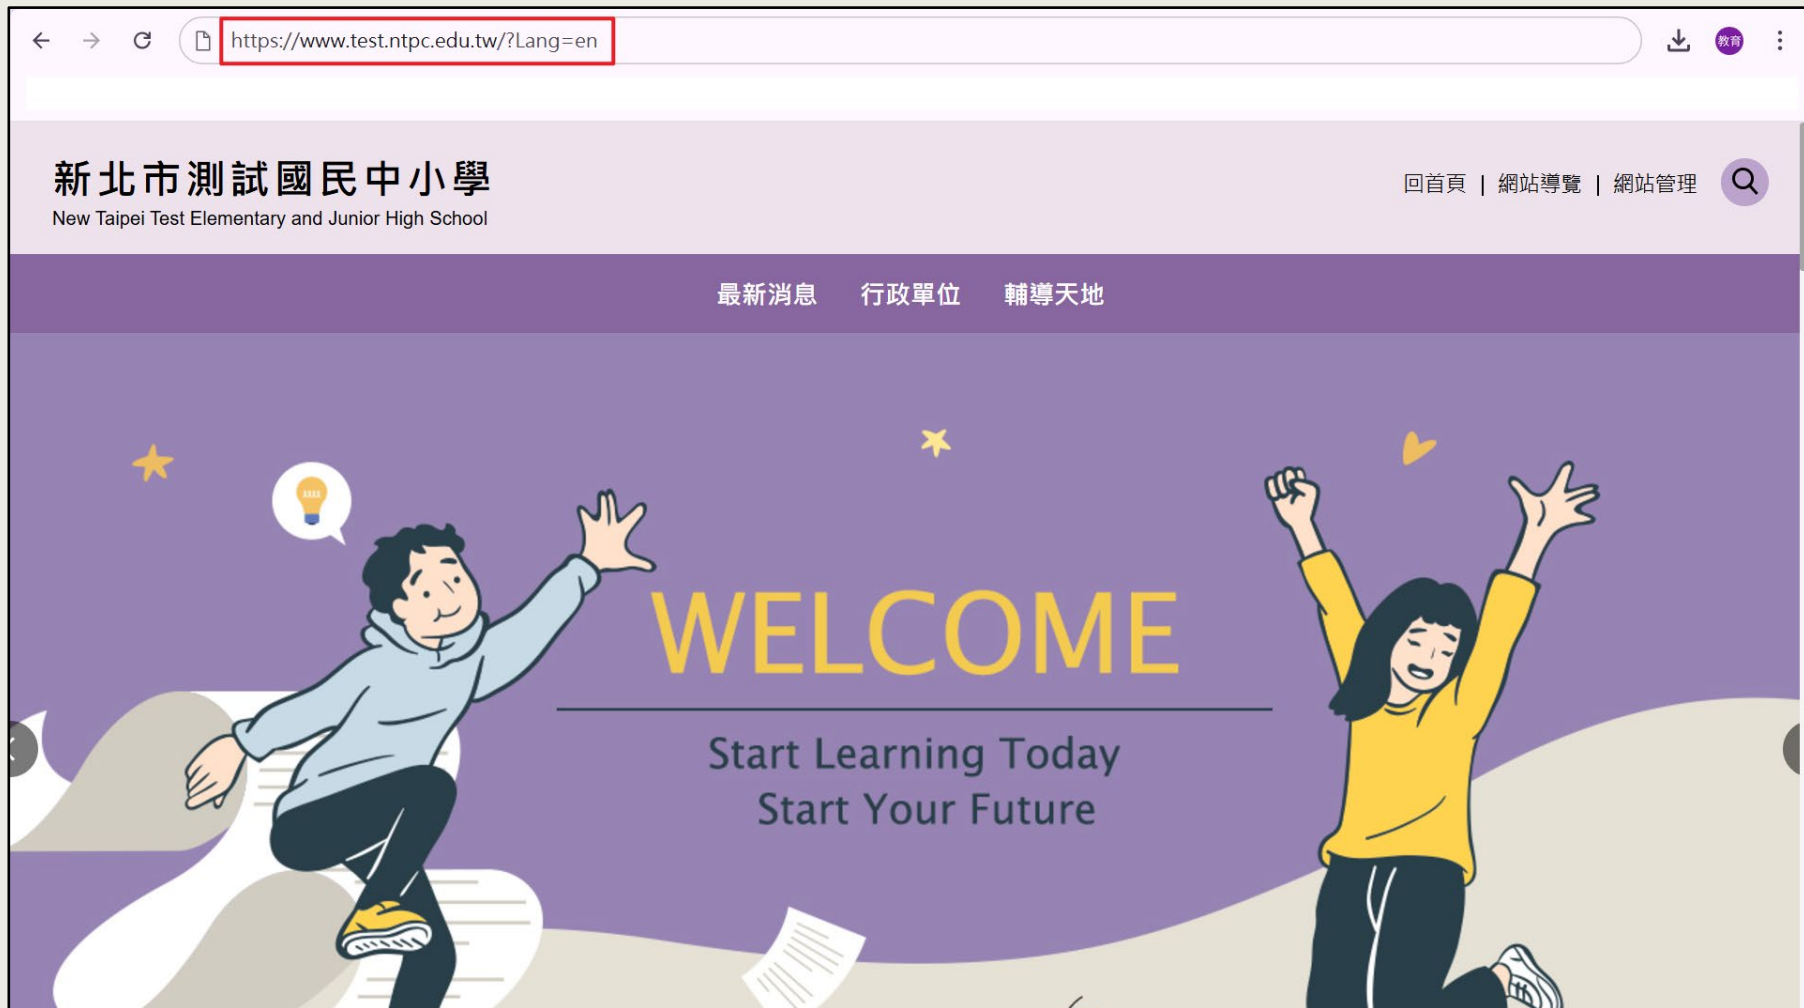 https://www.test.ntpc.edu.tw/?Lang=en
教育
新北市測試國民中小學
New Taipei Test Elementary and Junior High School
回首頁 | 網站導覽 | 網站管理
最新消息 行政單位 輔導天地
WELCOME
Start Learning Today
Start Your Future